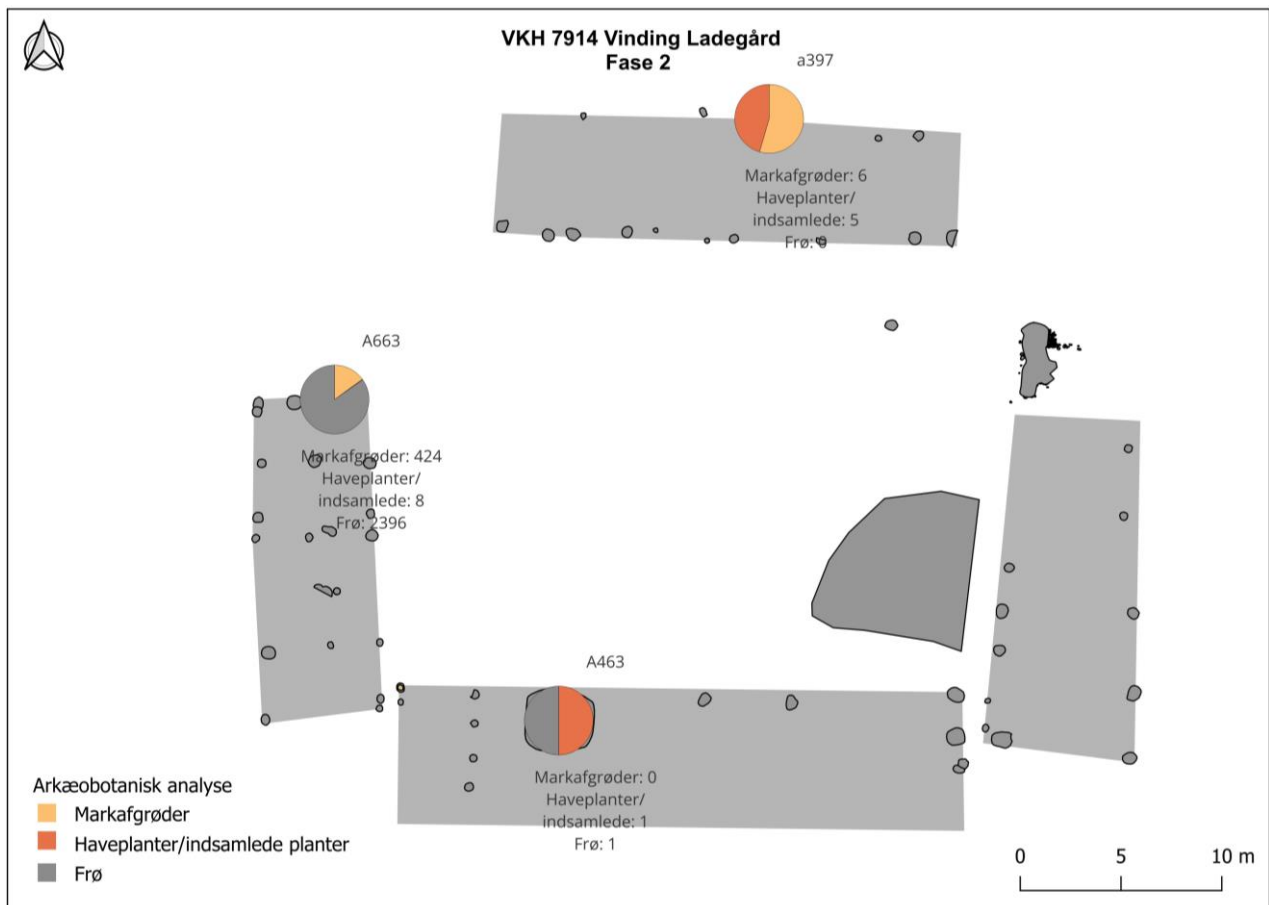 VKH 7914 Vinding Ladegård
Fase 2
a397
Markafgrøder: 6
Haveplanter/
indsamlede: 5
Frø: 0
A663
Markafgrøder: 424
Haveplanter/
indsamlede: 8
Frø: 2396
A463
Markafgrøder: 0
Haveplanter/
indsamlede: 1
Frø: 1
Arkæobotanisk analyse
Markafgrøder
Haveplanter/indsamlede planter
Frø
0 5 10 m